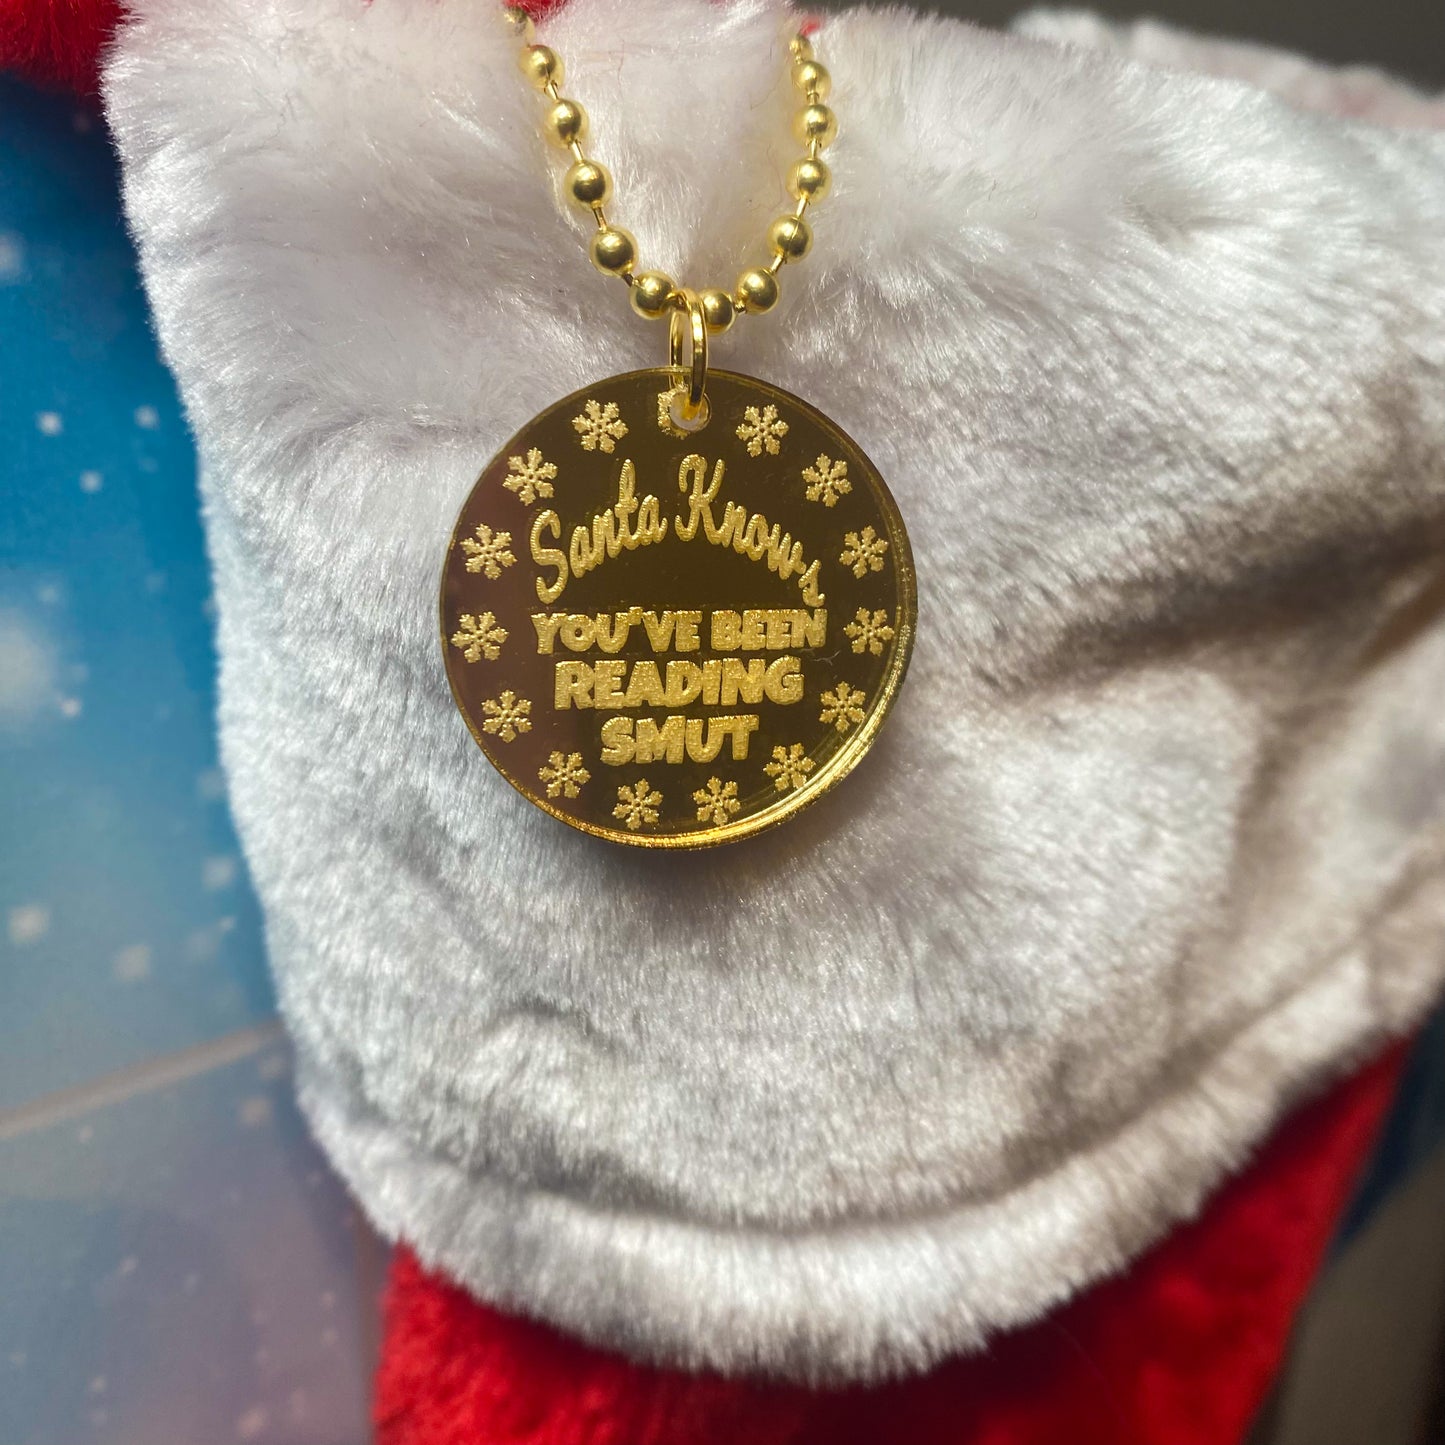 Santa Knows
YOU'VE BEEN
READING
SMUT